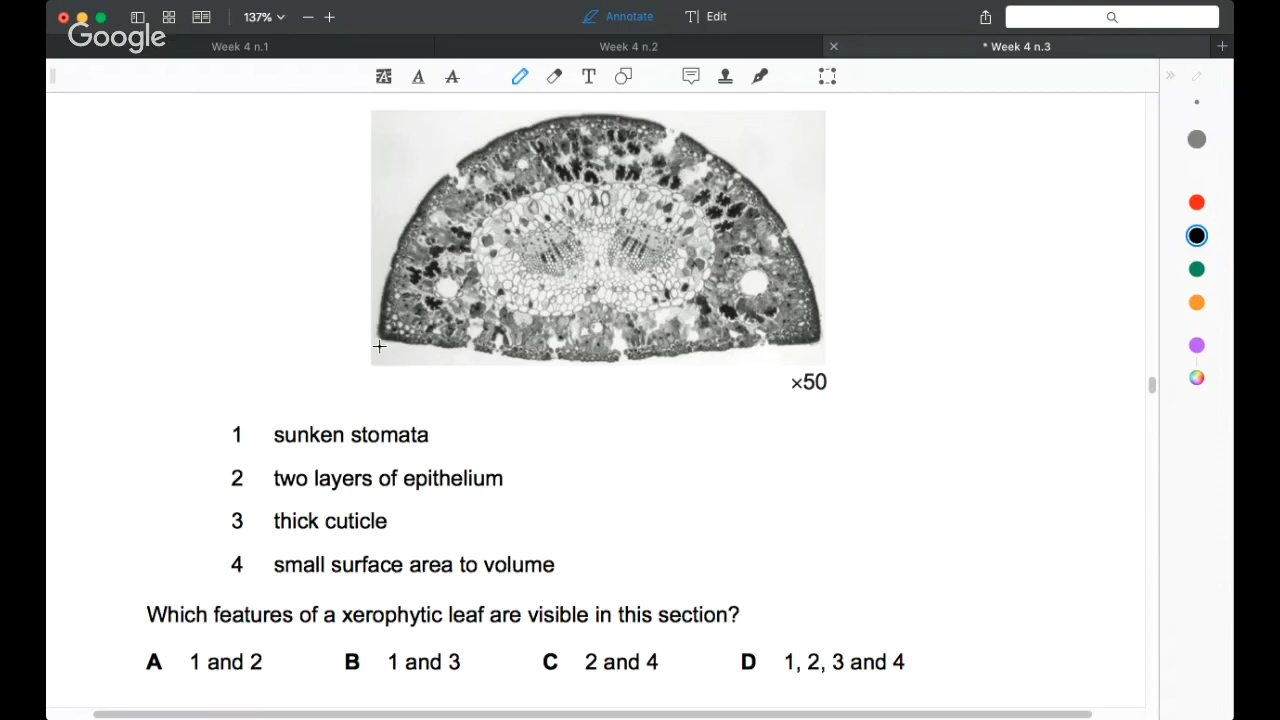 137%
Annotate
T Edit
Google
Week 4 n.1
Week 4 n.2
* Week 4 n.3
A A A T
×50
1 sunken stomata
2 two layers of epithelium
3 thick cuticle
4 small surface area to volume
Which features of a xerophytic leaf are visible in this section?
A 1 and 2 B 1 and 3 C 2 and 4 D 1, 2, 3 and 4